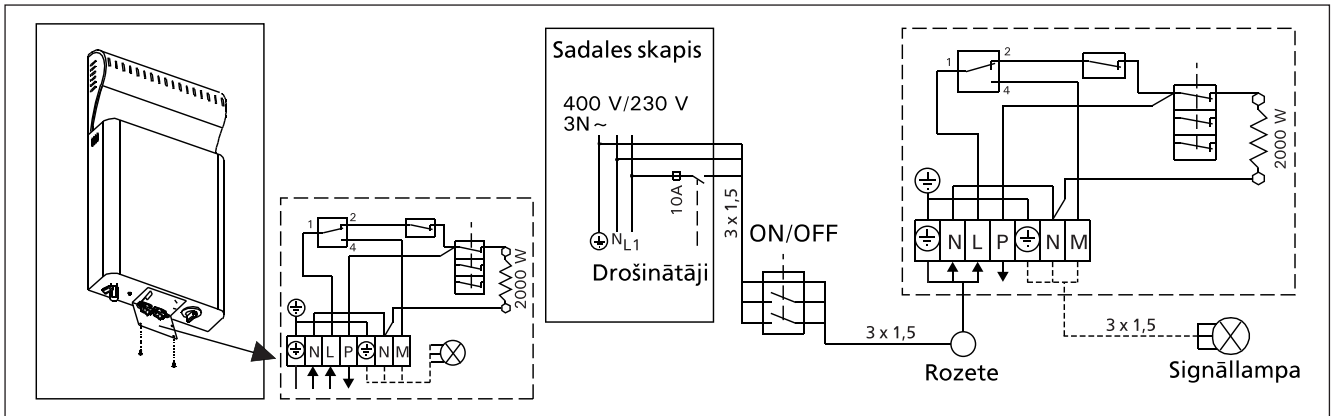 1
2
4
2000 W
N L P N M
Sadales skapis
400 V/230 V
3N ~
10A
N L1
Drošinātāji
3 x 1,5
ON/OFF
3 x 1,5
Rozete
1
2
4
2000 W
N L P N M
3 x 1,5
Signāllampa